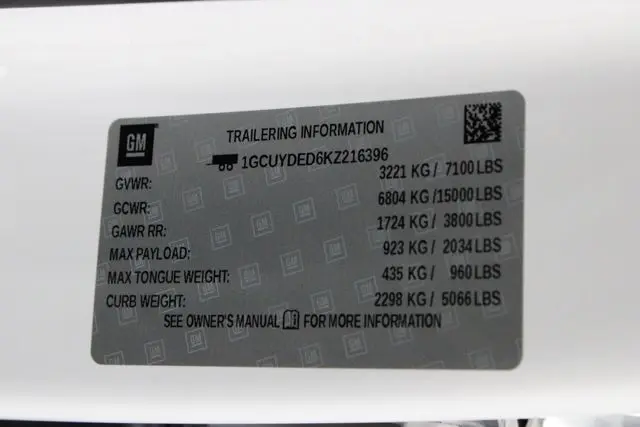 GM
TRAILERING INFORMATION
1GCUYDED6KZ216396
GVWR: 3221 KG / 7100 LBS
GCWR: 6804 KG /15000 LBS
GAWR RR: 1724 KG / 3800 LBS
MAX PAYLOAD: 923 KG / 2034 LBS
MAX TONGUE WEIGHT: 435 KG / 960 LBS
CURB WEIGHT: 2298 KG / 5066 LBS
SEE OWNER'S MANUAL FOR MORE INFORMATION